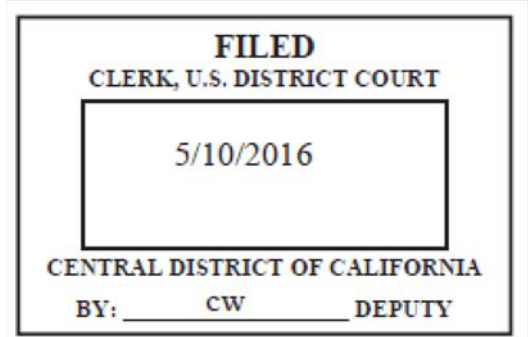 FILED
CLERK, U.S. DISTRICT COURT
5/10/2016
CENTRAL DISTRICT OF CALIFORNIA
BY: CW DEPUTY